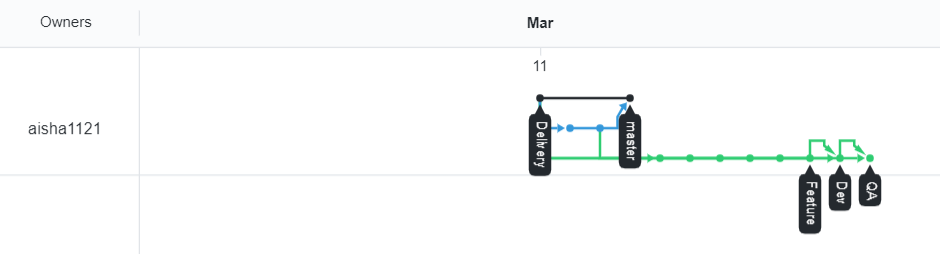 Owners
Mar
11
aisha1121
Delivery
master
Feature
Dev
QA